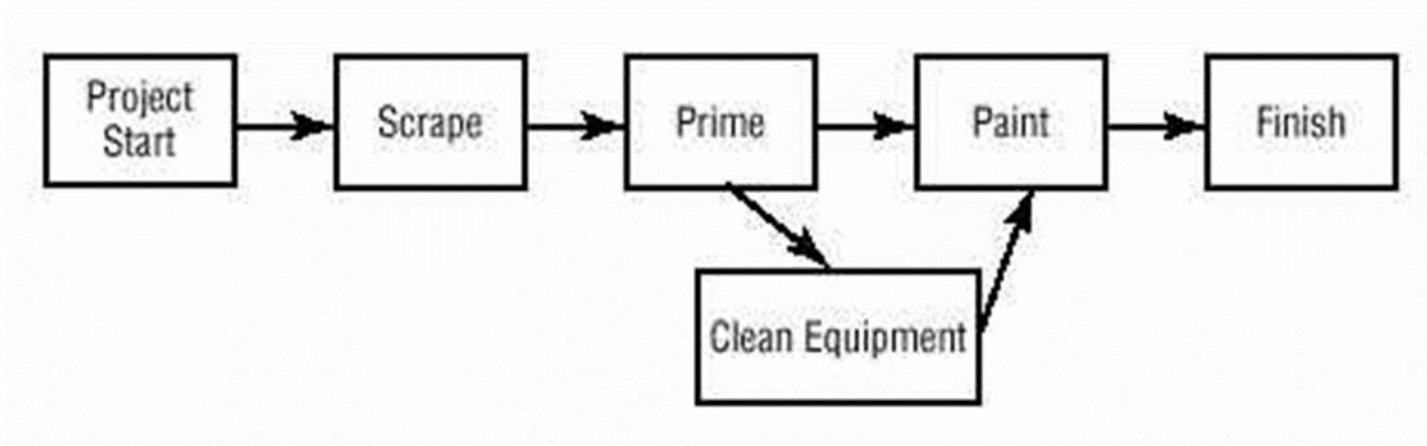 Project
Start
Scrape
Prime
Paint
Finish
Clean Equipment